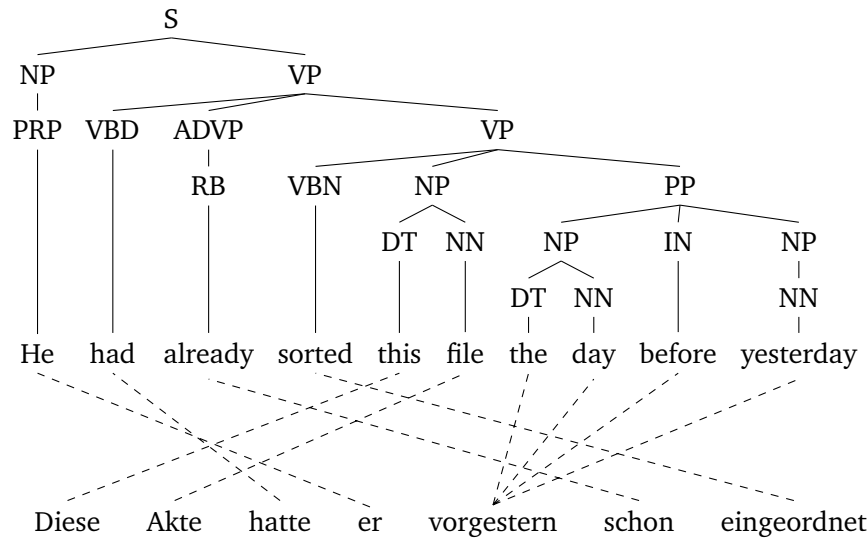 S
NP VP
PRP VBD ADVP VP
RB VBN NP PP
DT NN NP IN NP
DT NN NN
He had already sorted this file the day before yesterday
Diese Akte hatte er vorgestern schon eingeordnet